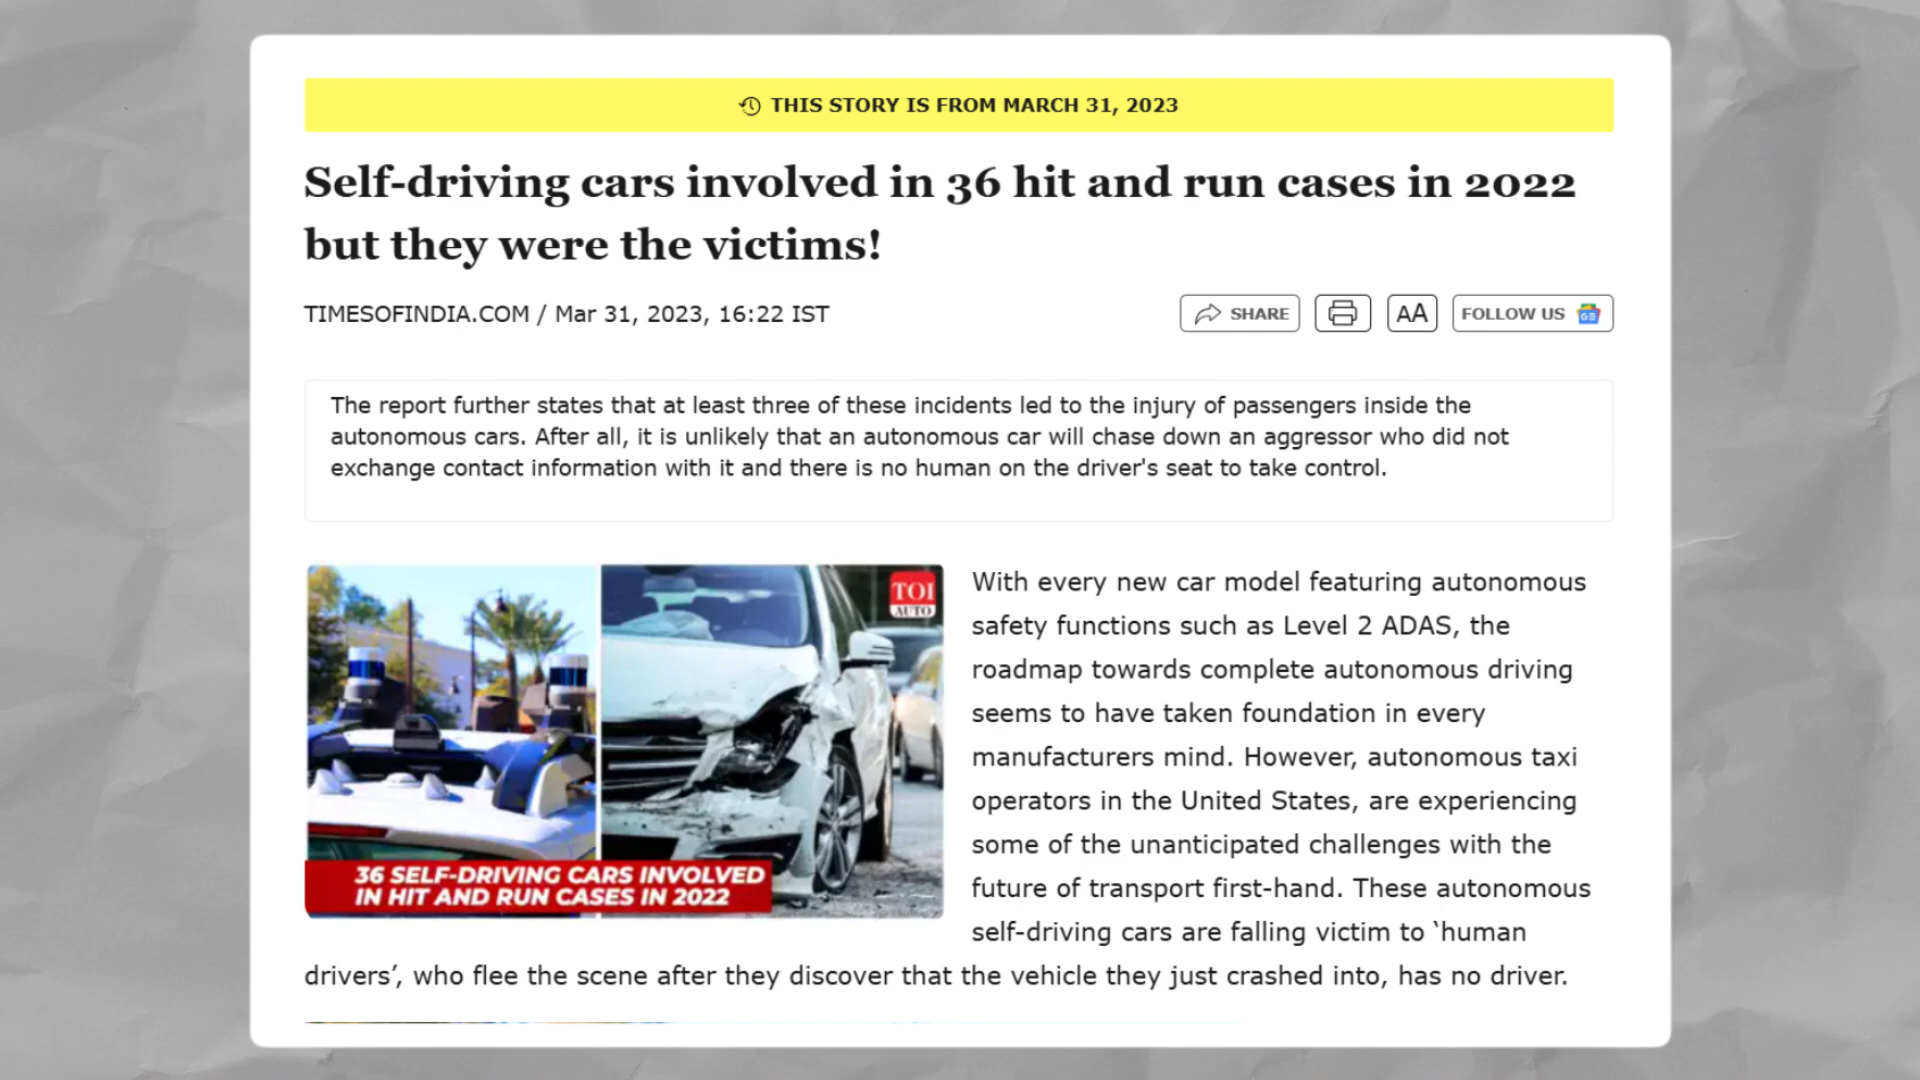 THIS STORY IS FROM MARCH 31, 2023
Self-driving cars involved in 36 hit and run cases in 2022
but they were the victims!
TIMESOFINDIA.COM / Mar 31, 2023, 16:22 IST
SHARE
AA
FOLLOW US
GE
The report further states that at least three of these incidents led to the injury of passengers inside the
autonomous cars. After all, it is unlikely that an autonomous car will chase down an aggressor who did not
exchange contact information with it and there is no human on the driver's seat to take control.
TOI
AUTO
36 SELF-DRIVING CARS INVOLVED
IN HIT AND RUN CASES IN 2022
With every new car model featuring autonomous
safety functions such as Level 2 ADAS, the
roadmap towards complete autonomous driving
seems to have taken foundation in every
manufacturers mind. However, autonomous taxi
operators in the United States, are experiencing
some of the unanticipated challenges with the
future of transport first-hand. These autonomous
self-driving cars are falling victim to ‛human
drivers’, who flee the scene after they discover that the vehicle they just crashed into, has no driver.